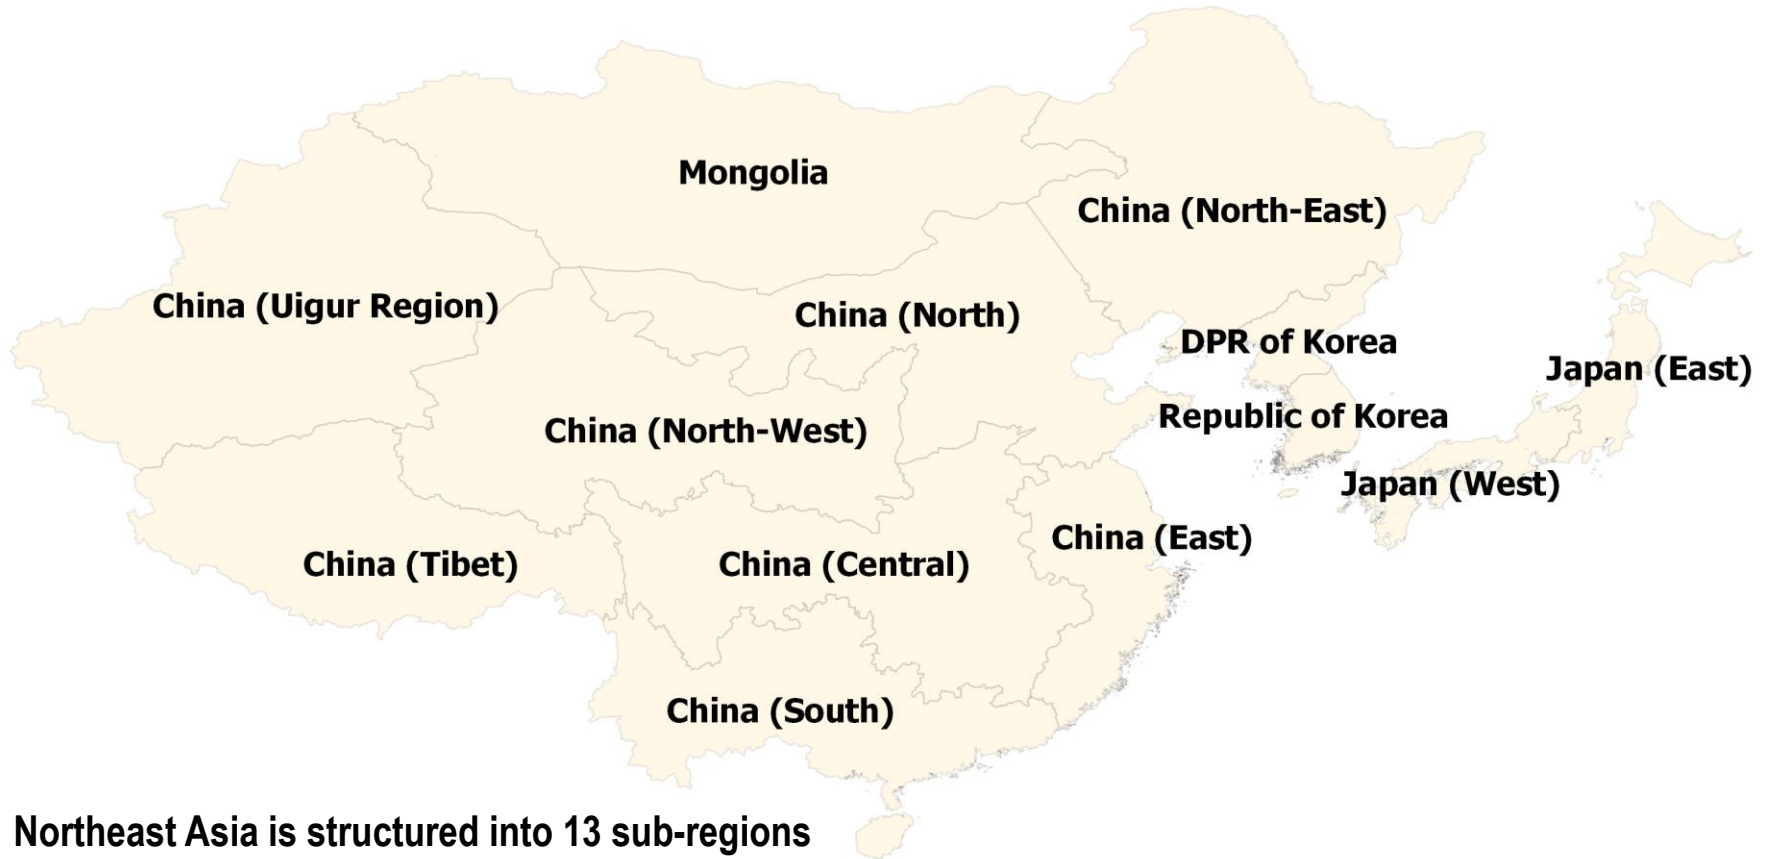 Mongolia
China (North-East)
China (Uigur Region)
China (North)
DPR of Korea
Japan (East)
Republic of Korea
China (North-West)
Japan (West)
China (East)
China (Tibet)
China (Central)
China (South)
Northeast Asia is structured into 13 sub-regions